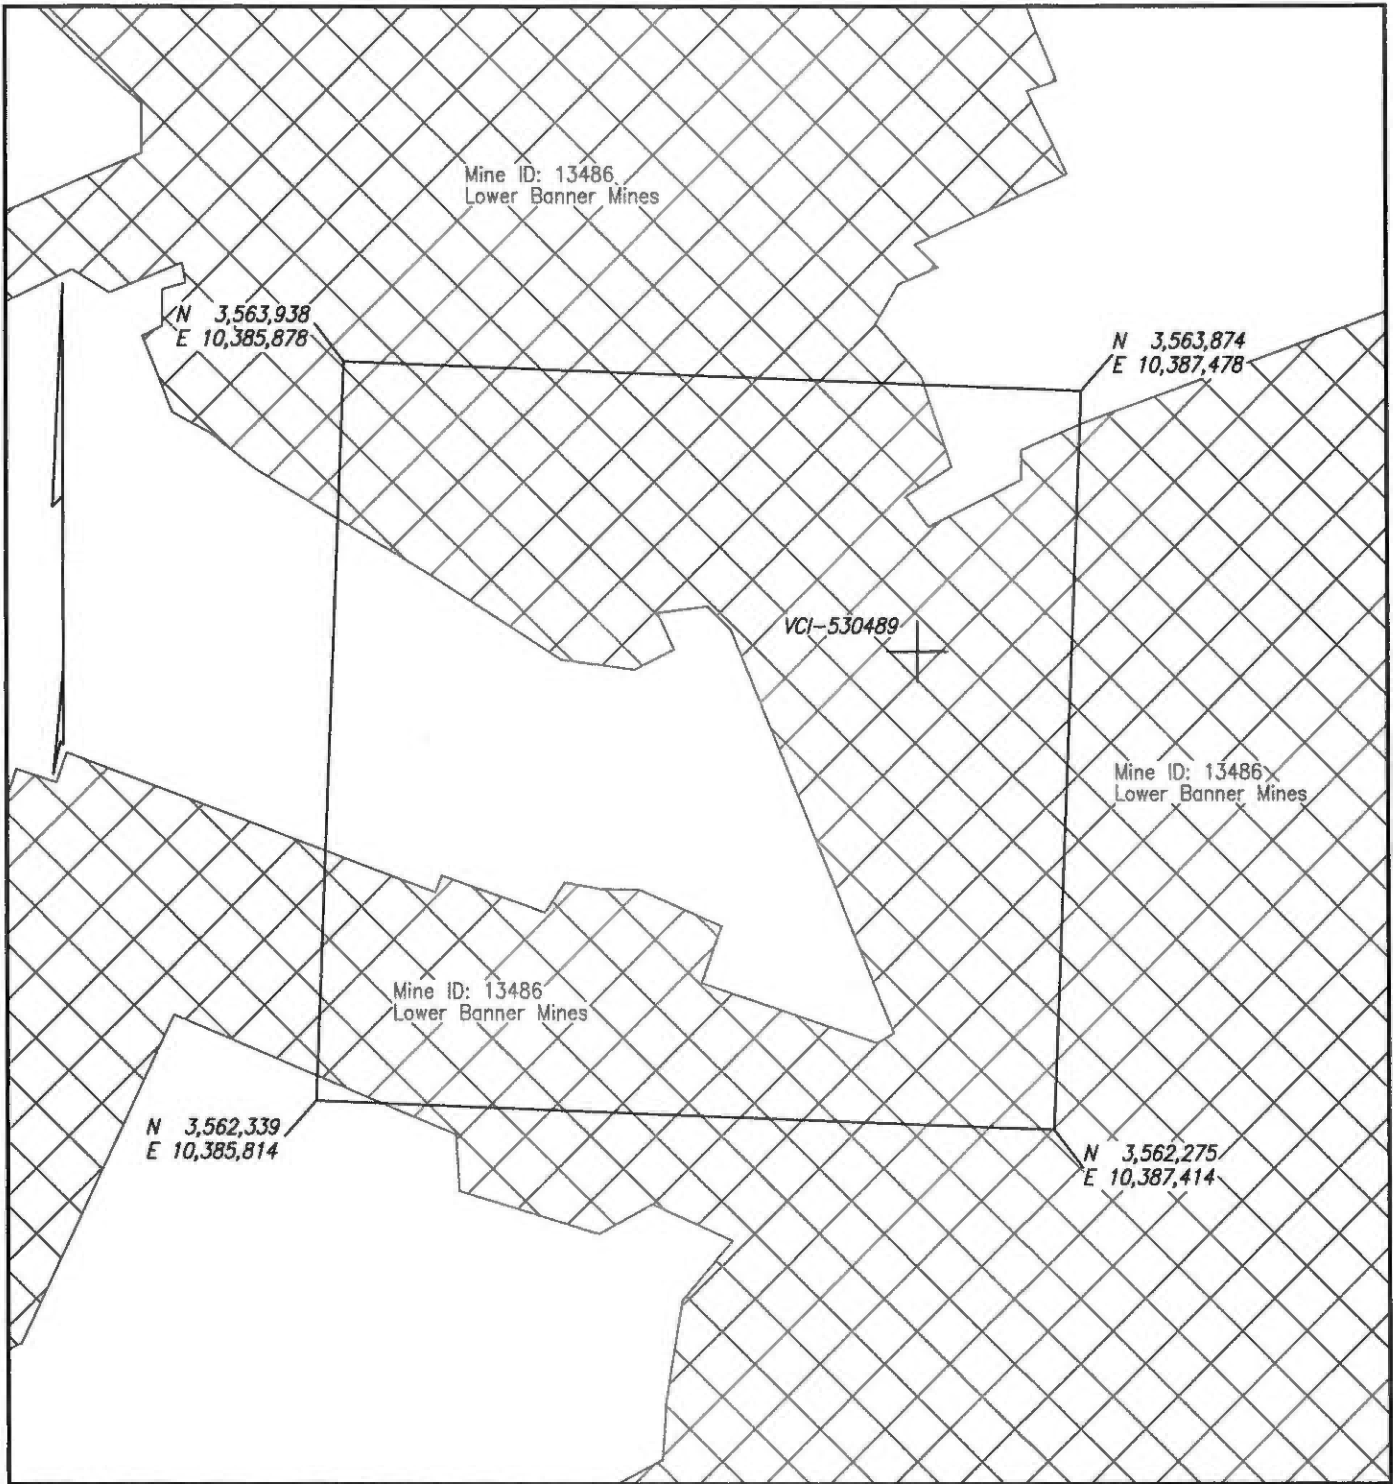 Mine ID: 13486
Lower Banner Mines
N 3,563,938
E 10,385,878
N 3,563,874
E 10,387,478
VCI-530489
Mine ID: 13486
Lower Banner Mines
Mine ID: 13486
Lower Banner Mines
N 3,562,339
E 10,385,814
N 3,562,275
E 10,387,414